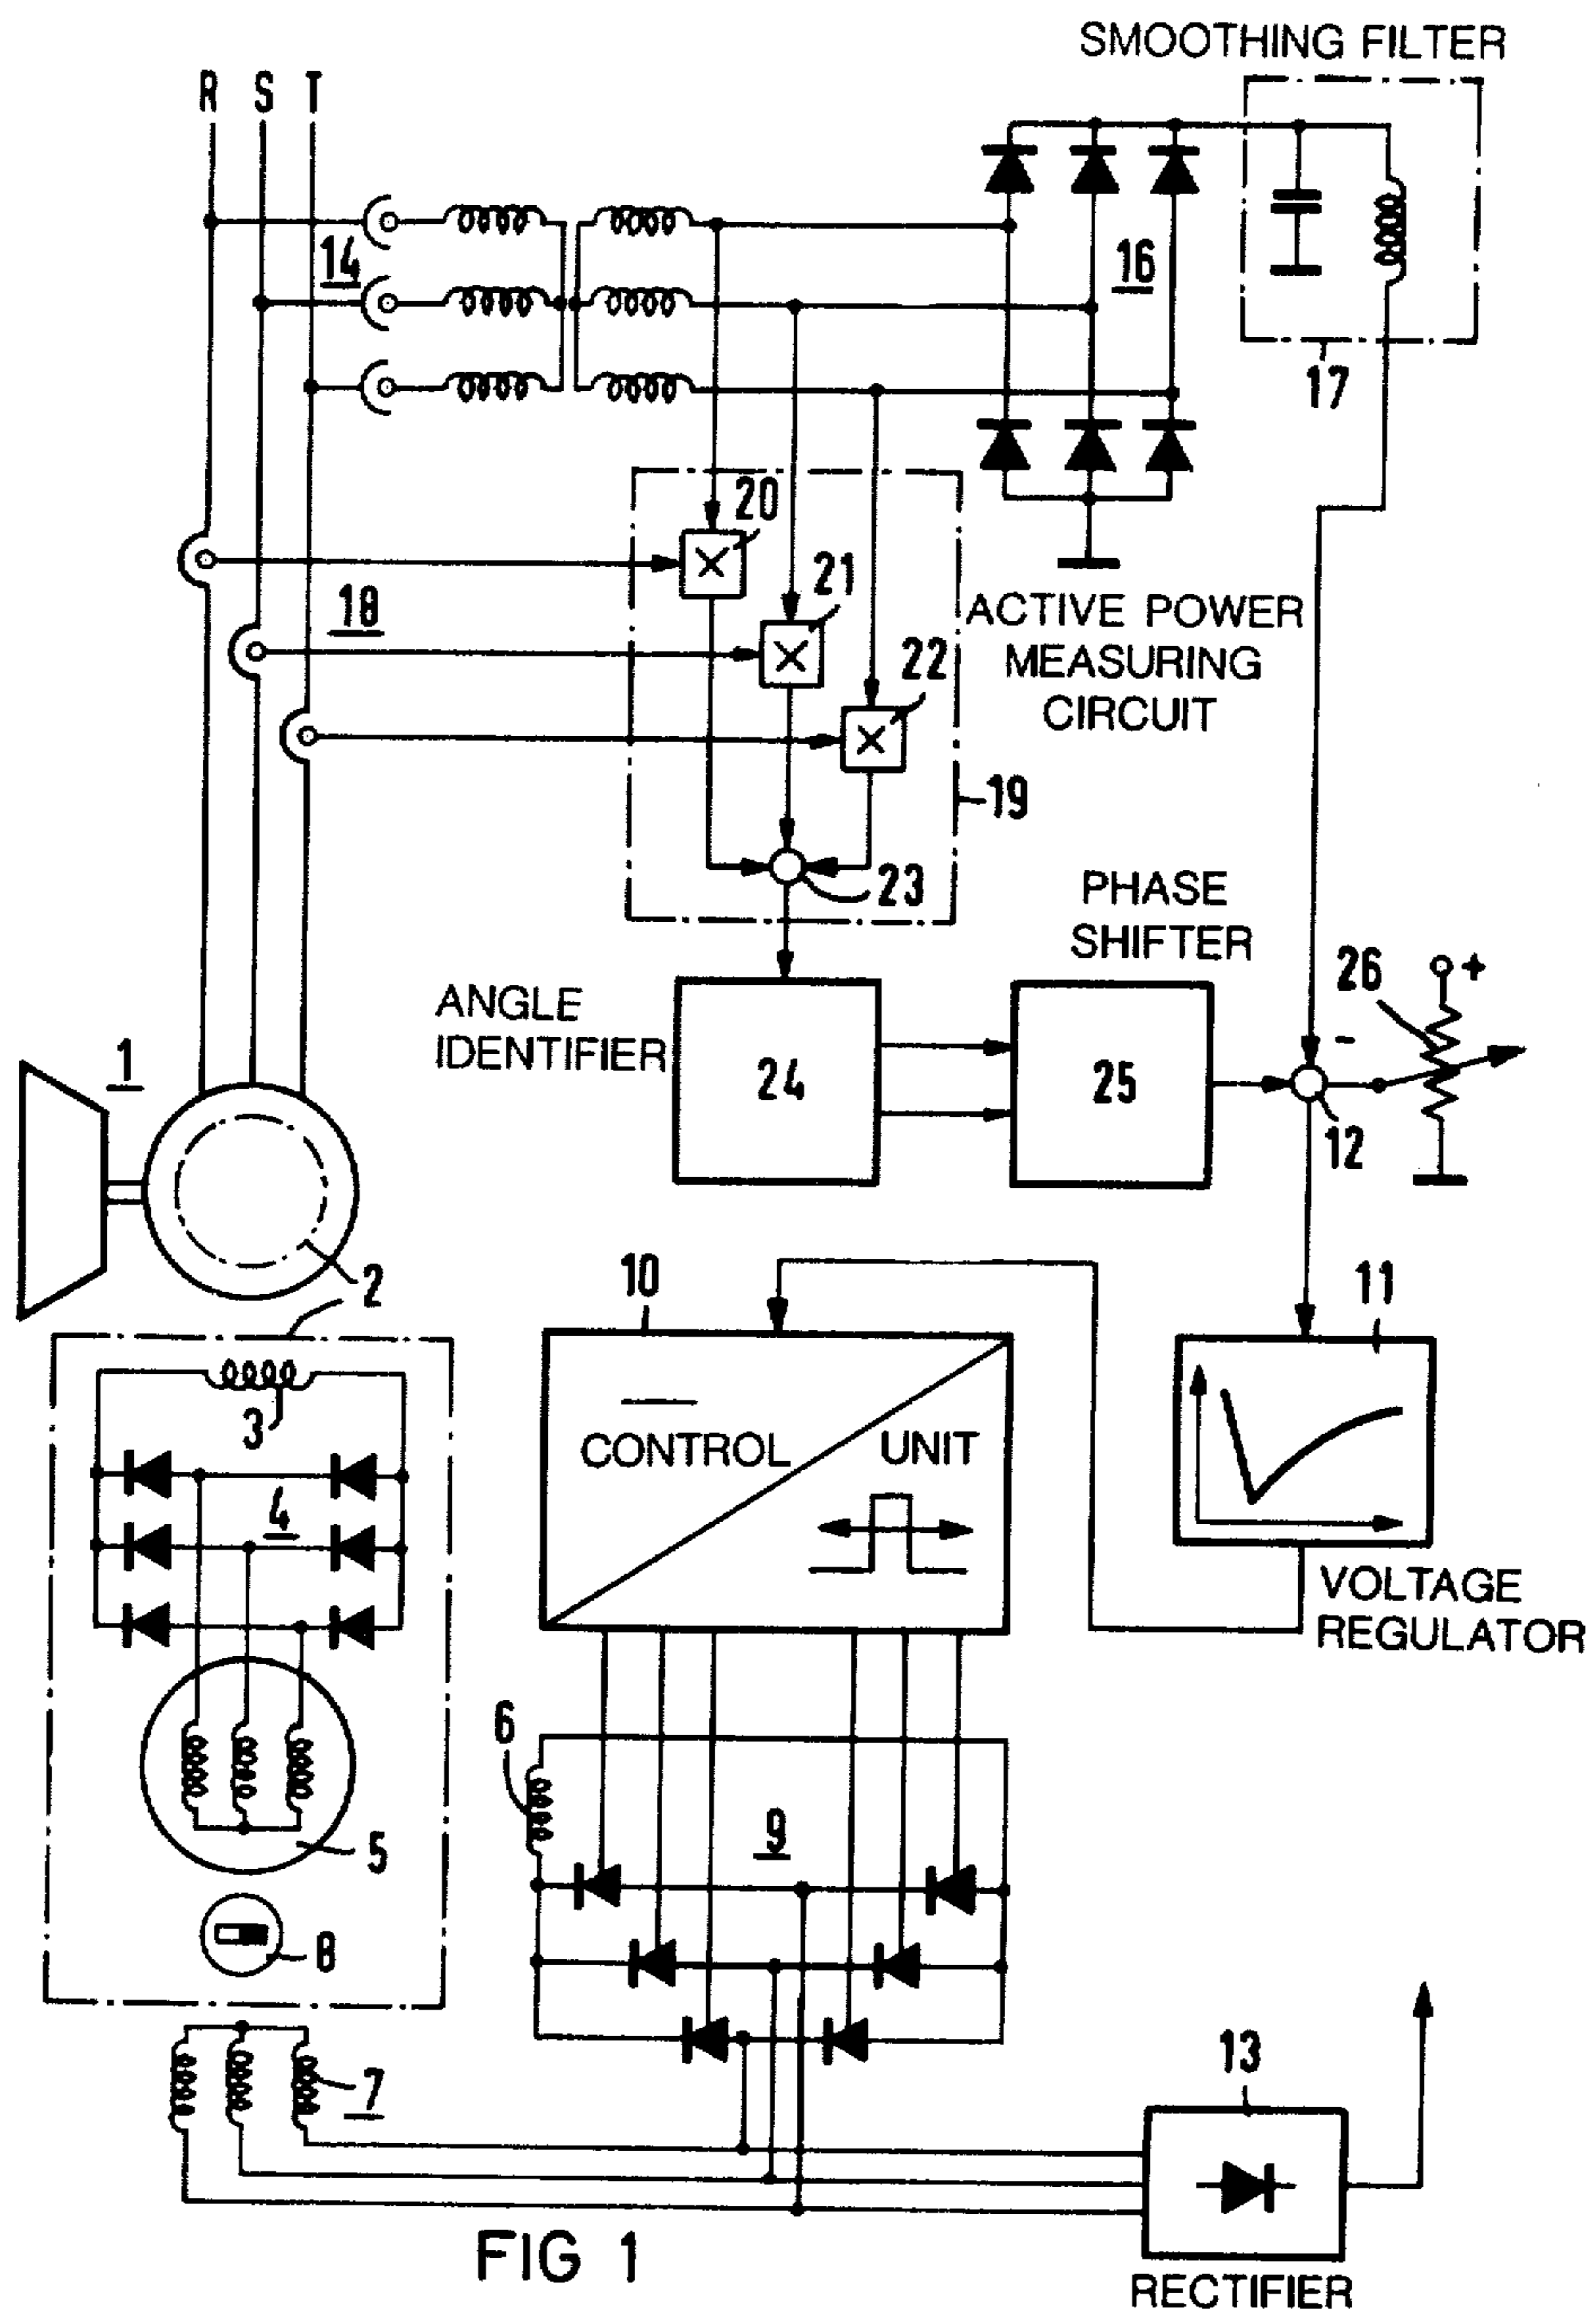 SMOOTHING FILTER
R S T
14
16
17
20
18
21
ACTIVE POWER
MEASURING
CIRCUIT
22
19
23
PHASE
SHIFTER
ANGLE
IDENTIFIER
26
+
-
1
24
25
12
2
10
11
2
3
CONTROL UNIT
4
VOLTAGE
REGULATOR
6
9
5
8
13
7
FIG 1
RECTIFIER